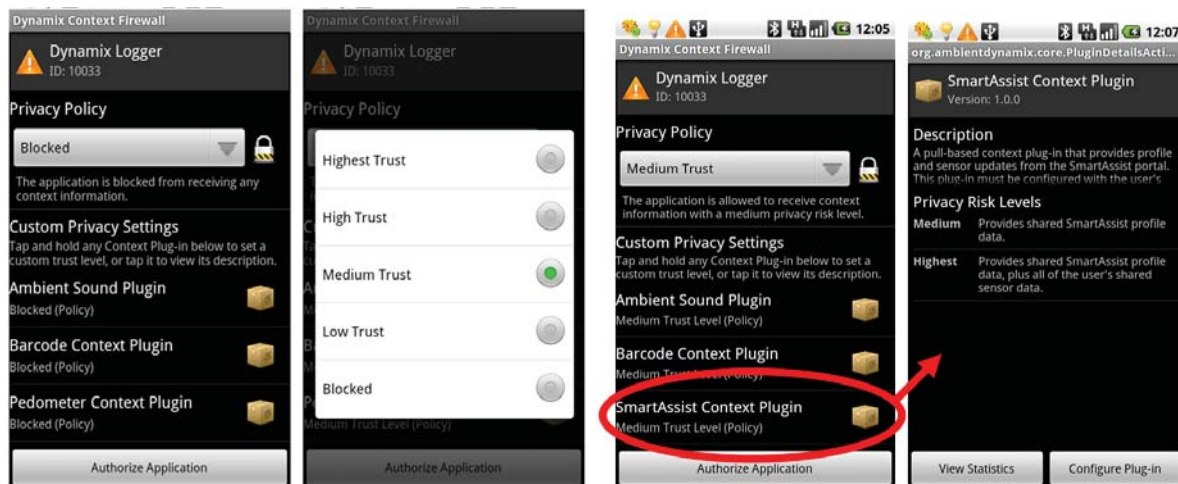 Dynamix Context Firewall
Dynamix Logger
ID: 10033
Privacy Policy
Blocked
The application is blocked from receiving any
context information.
Custom Privacy Settings
Tap and hold any Context Plug-in below to set a
custom trust level, or tap it to view its description.
Ambient Sound Plugin
Blocked (Policy)
Barcode Context Plugin
Blocked (Policy)
Pedometer Context Plugin
Blocked (Policy)
Authorize Application
Dynamix Context Firewall
Dynamix Logger
ID: 10033
Privacy Policy
Highest Trust
High Trust
Medium Trust
Low Trust
Blocked
Medium Trust Level (Policy)
Authorize Application
12:05
Dynamix Context Firewall
Dynamix Logger
ID: 10033
Privacy Policy
Medium Trust
The application is allowed to receive context
information with a medium privacy risk level.
Custom Privacy Settings
Tap and hold any Context Plug-in below to set a
custom trust level, or tap it to view its description.
Ambient Sound Plugin
Medium Trust Level (Policy)
Barcode Context Plugin
Medium Trust Level (Policy)
SmartAssist Context Plugin
Medium Trust Level (Policy)
Authorize Application
12:07
org.ambientdynamix.core.PluginDetailsActi...
SmartAssist Context Plugin
Version: 1.0.0
Description
A pull-based context plug-in that provides profile
and sensor updates from the SmartAssist portal.
This plug-in must be configured with the user's
Privacy Risk Levels
Medium Provides shared SmartAssist profile
data.
Highest Provides shared SmartAssist profile
data, plus all of the user's shared
sensor data.
View Statistics
Configure Plug-in